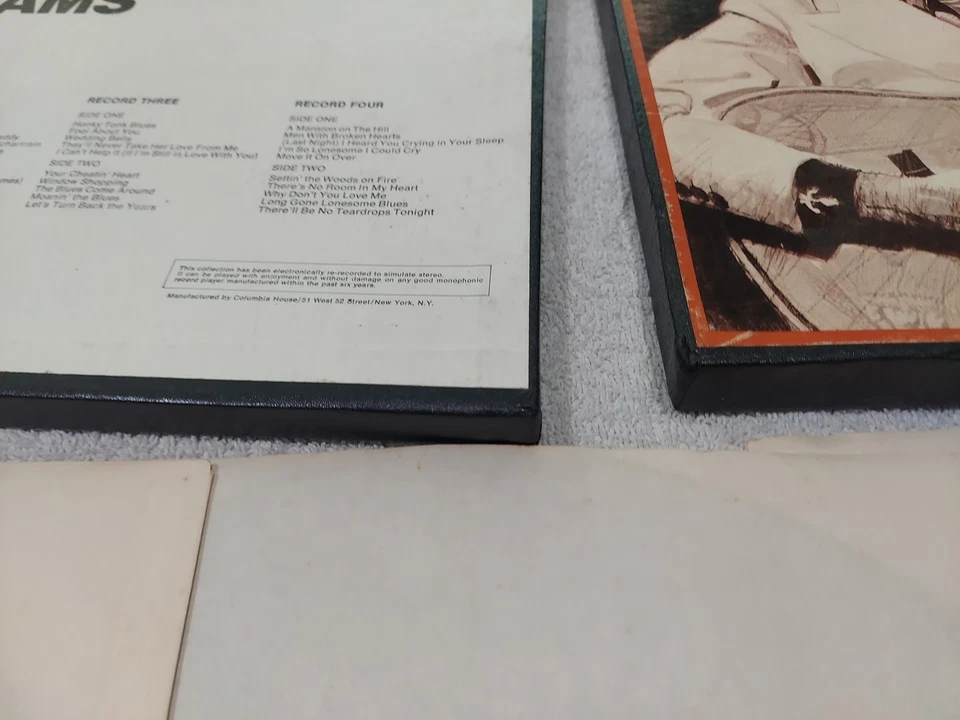 AMS
RECORD THREE
SIDE ONE
Honky Tonk Blues
Fool About You
Wedding Bells
They'll Never Take Her Love From Me
I Can't Help It (If I'm Still in Love With You)
SIDE TWO
Your Cheatin' Heart
Window Shopping
The Blues Come Around
Moanin' the Blues
Let's Turn Back the Years
RECORD FOUR
SIDE ONE
A Mansion on The Hill
Men With Broken Hearts
(Last Night) I Heard You Crying in Your Sleep
I'm So Lonesome I Could Cry
Move It On Over
SIDE TWO
Settin' the Woods on Fire
There's No Room In My Heart
Why Don't You Love Me
Long Gone Lonesome Blues
There'll Be No Teardrops Tonight
This collection has been electronically re-recorded to simulate stereo.
It can be played with enjoyment and without damage on any good monophonic
record player manufactured within the past six years.
Manufactured by Columbia House/51 West 52 Street/New York, N.Y.